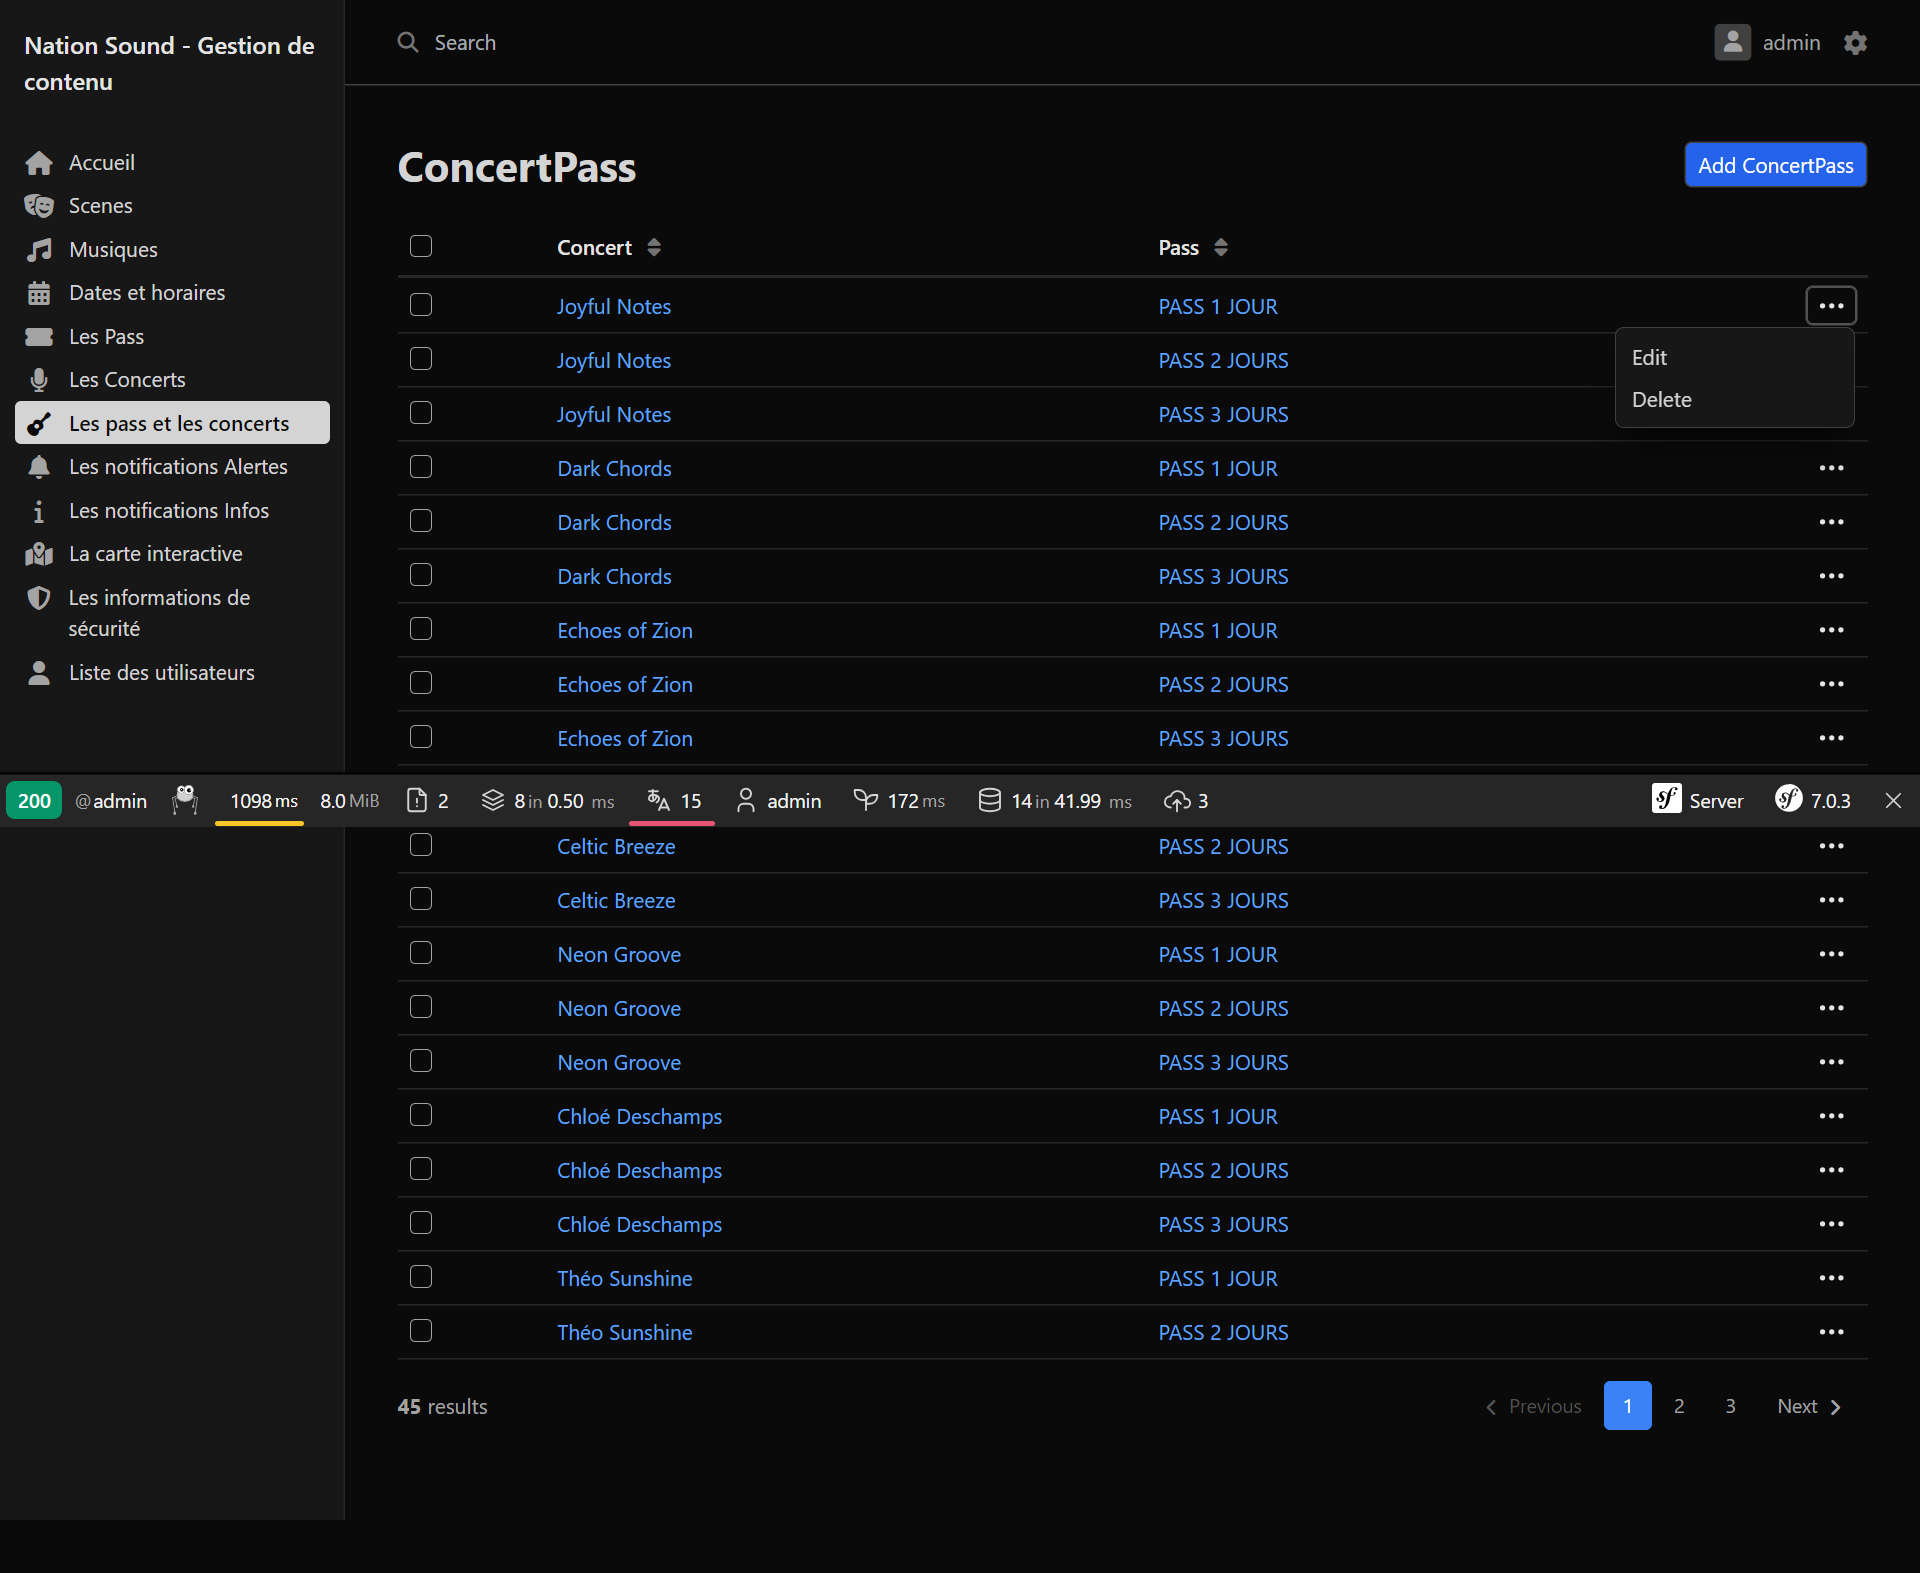 Nation Sound - Gestion de
contenu
Accueil
Scenes
Musiques
Dates et horaires
Les Pass
Les Concerts
Les pass et les concerts
Les notifications Alertes
Les notifications Infos
La carte interactive
Les informations de
sécurité
Liste des utilisateurs
Search
admin
ConcertPass
Add ConcertPass
Concert Pass
Joyful Notes PASS 1 JOUR
Edit
Delete
Joyful Notes PASS 2 JOURS
Joyful Notes PASS 3 JOURS
Dark Chords PASS 1 JOUR
Dark Chords PASS 2 JOURS
Dark Chords PASS 3 JOURS
Echoes of Zion PASS 1 JOUR
Echoes of Zion PASS 2 JOURS
Echoes of Zion PASS 3 JOURS
200 @admin 1098 ms 8.0 MiB 2 8 in 0.50 ms 15 admin 172 ms 14 in 41.99 ms 3 sf Server sf 7.0.3
Celtic Breeze PASS 2 JOURS
Celtic Breeze PASS 3 JOURS
Neon Groove PASS 1 JOUR
Neon Groove PASS 2 JOURS
Neon Groove PASS 3 JOURS
Chloé Deschamps PASS 1 JOUR
Chloé Deschamps PASS 2 JOURS
Chloé Deschamps PASS 3 JOURS
Théo Sunshine PASS 1 JOUR
Théo Sunshine PASS 2 JOURS
45 results
Previous 1 2 3 Next